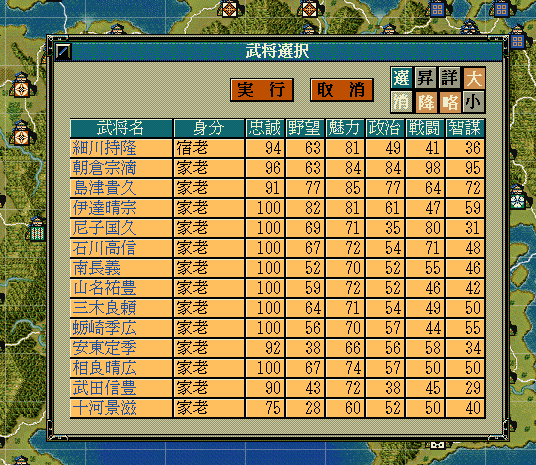 武将選択
実行 取消
選 昇 詳 大
消 降 略 小
武将名 身分 忠誠 野望 魅力 政治 戦闘 智謀
細川持隆 宿老 94 63 81 49 41 36
朝倉宗滴 家老 96 63 84 84 98 95
島津貴久 家老 91 77 85 77 64 72
伊達晴宗 家老 100 82 81 61 47 59
尼子国久 家老 100 69 71 35 80 31
石川高信 家老 100 67 72 54 71 48
南長義 家老 100 52 70 52 55 46
山名祐豊 家老 100 59 72 52 46 42
三木良頼 家老 100 64 71 54 49 50
蛎崎季広 家老 100 56 70 57 44 55
安東定季 家老 92 38 66 56 58 34
相良晴広 家老 100 67 74 57 50 50
武田信豊 家老 90 43 72 38 45 29
十河景滋 家老 75 28 60 52 50 40